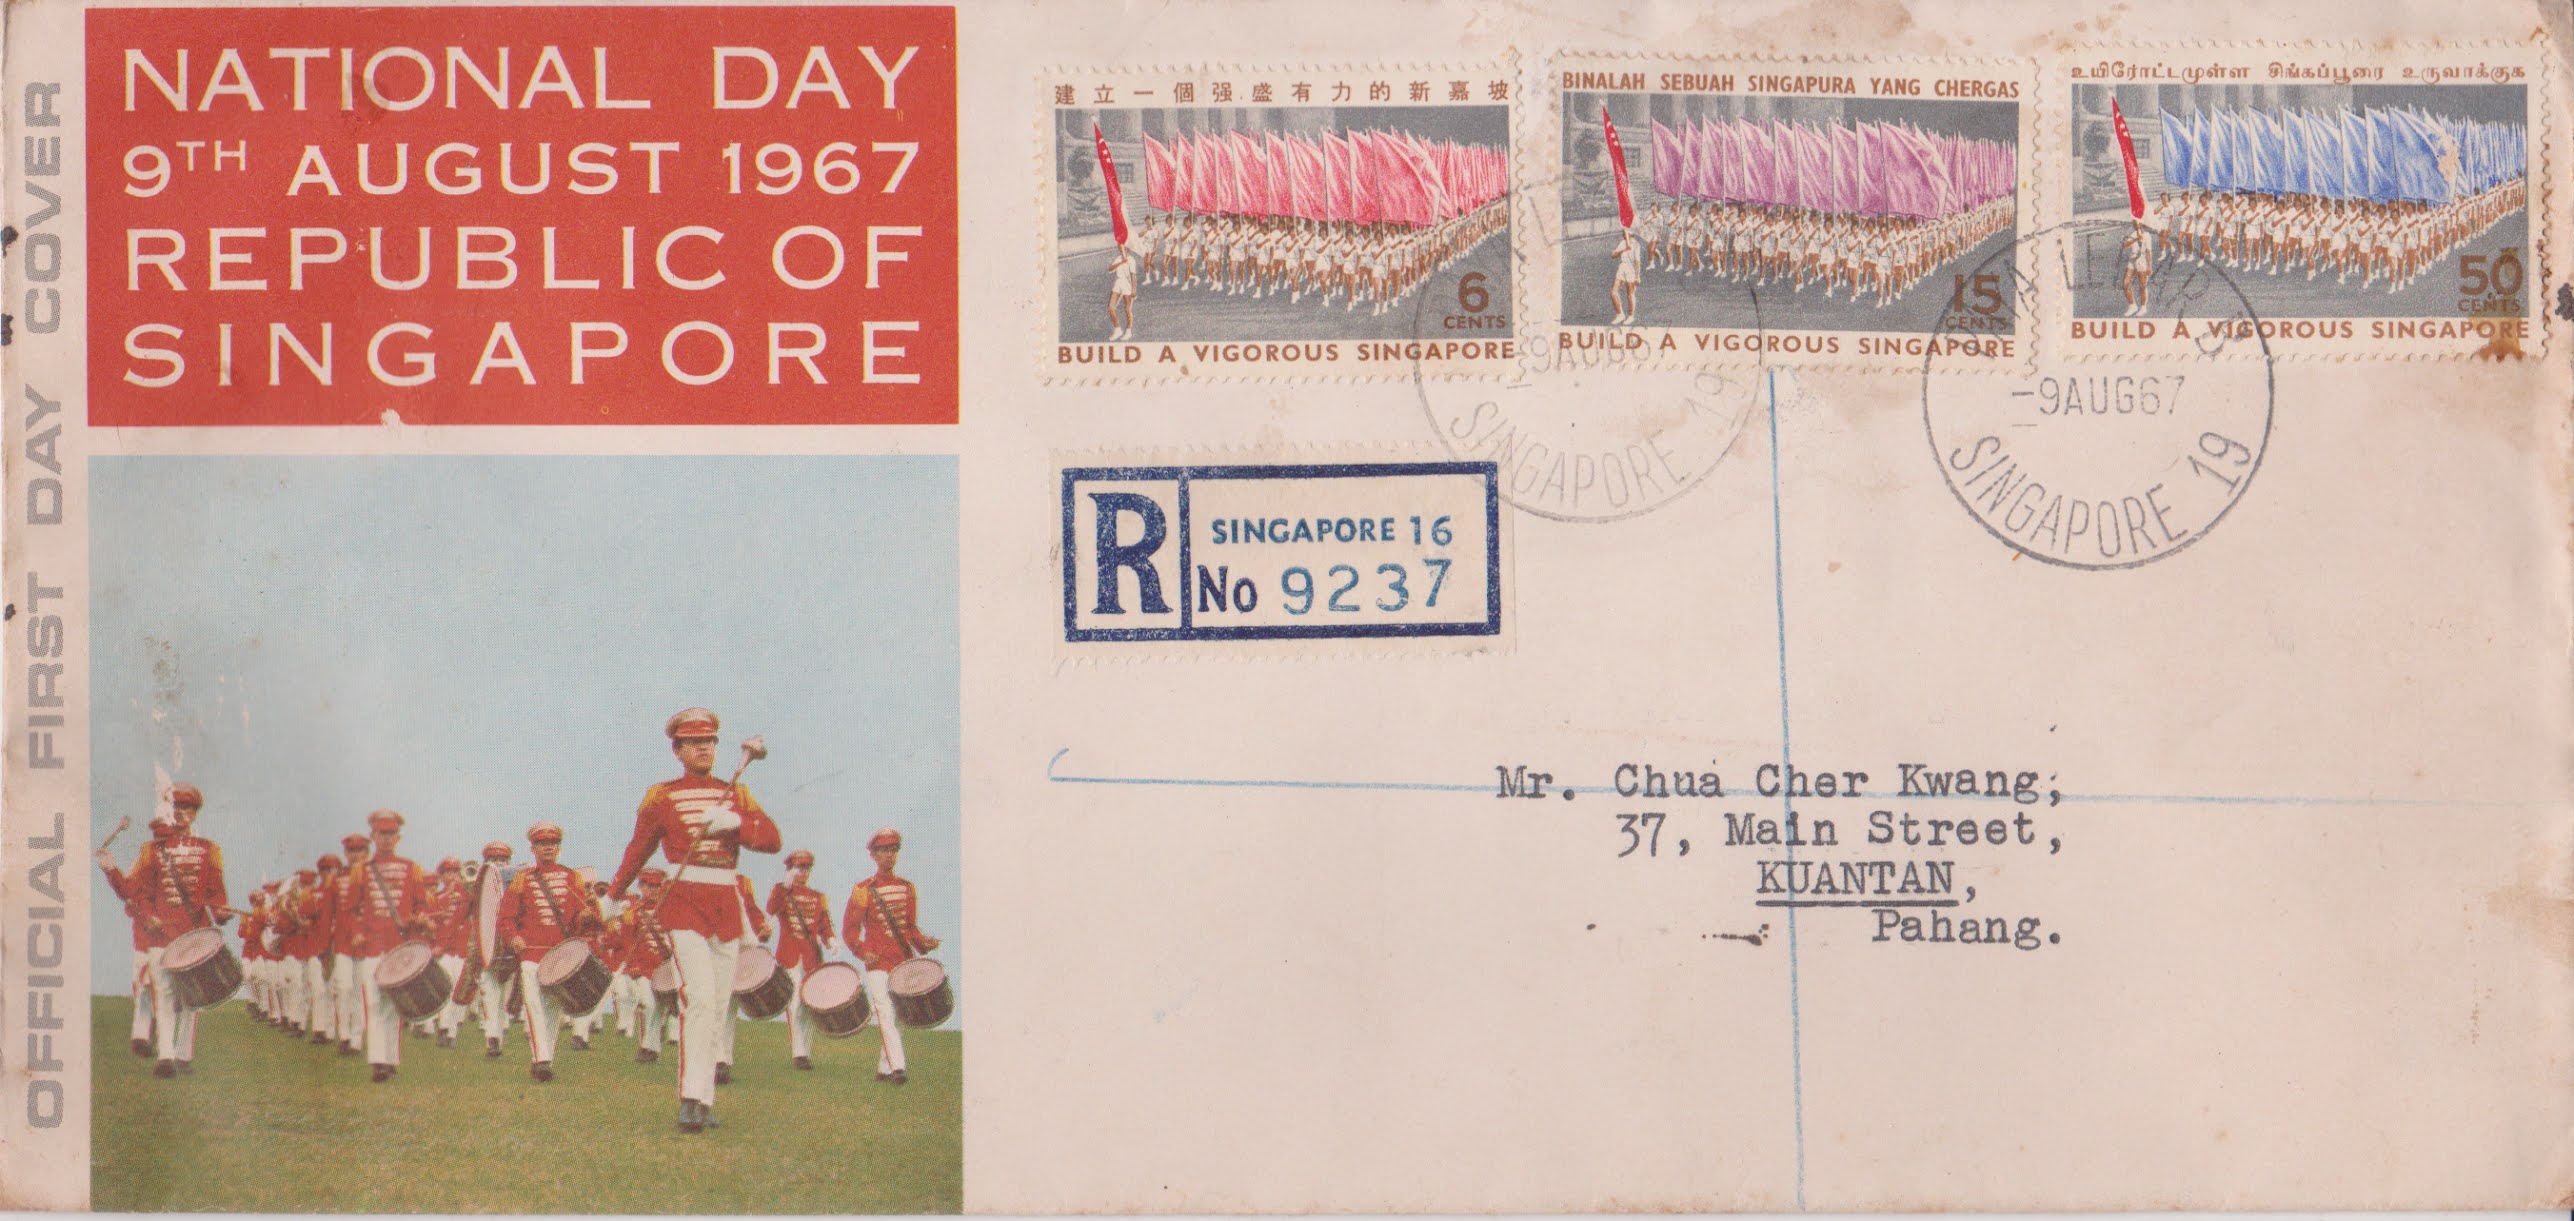 OFFICIAL FIRST DAY COVER
NATIONAL DAY
9TH AUGUST 1967
REPUBLIC OF
SINGAPORE
建立一個强盛有力的新嘉坡
6
CENTS
BUILD A VIGOROUS SINGAPORE
BINALAH SEBUAH SINGAPURA YANG CHERGAS
15
CENTS
BUILD A VIGOROUS SINGAPORE
உயிரோட்டமுள்ள சிங்கப்பூரை உருவாக்குக
50
CENTS
BUILD A VIGOROUS SINGAPORE
-9AUG67
SINGAPORE 19
LEBAR
-9AUG67
SINGAPORE 19
R
SINGAPORE 16
No 9237
Mr. Chua Cher Kwang,
37, Main Street,
KUANTAN,
Pahang.